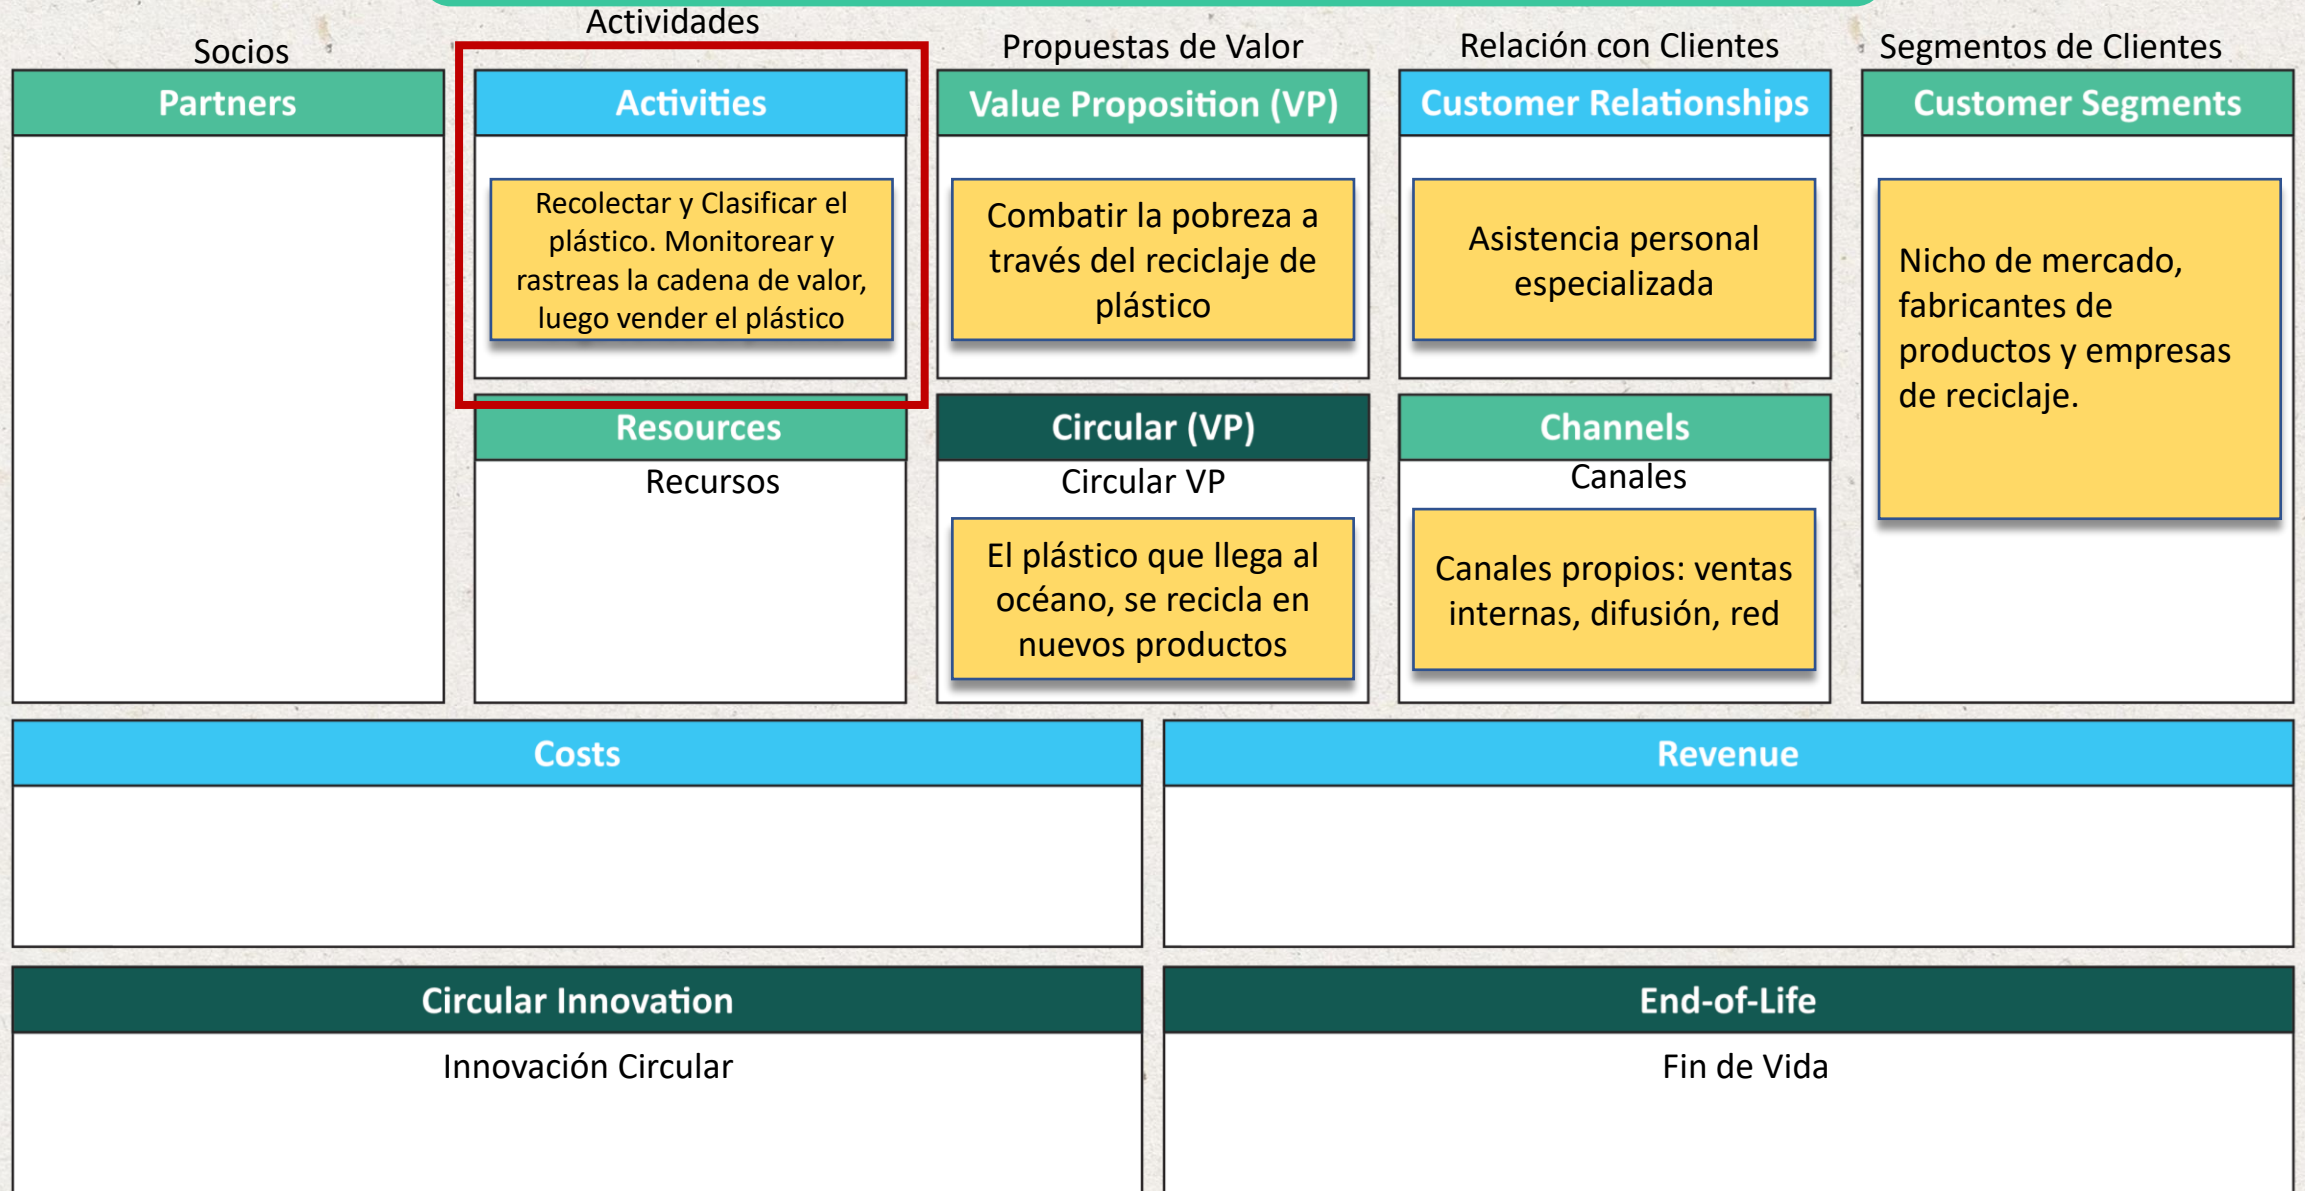 Socios
Actividades
Propuestas de Valor
Relación con Clientes
Segmentos de Clientes
Partners
Activities
Value Proposition (VP)
Customer Relationships
Customer Segments
Recolectar y Clasificar el
plástico. Monitorear y
rastreas la cadena de valor,
luego vender el plástico
Combatir la pobreza a
través del reciclaje de
plástico
Asistencia personal
especializada
Nicho de mercado,
fabricantes de
productos y empresas
de reciclaje.
Resources
Recursos
Circular (VP)
Circular VP
El plástico que llega al
océano, se recicla en
nuevos productos
Channels
Canales
Canales propios: ventas
internas, difusión, red
Costs
Revenue
Circular Innovation
Innovación Circular
End-of-Life
Fin de Vida